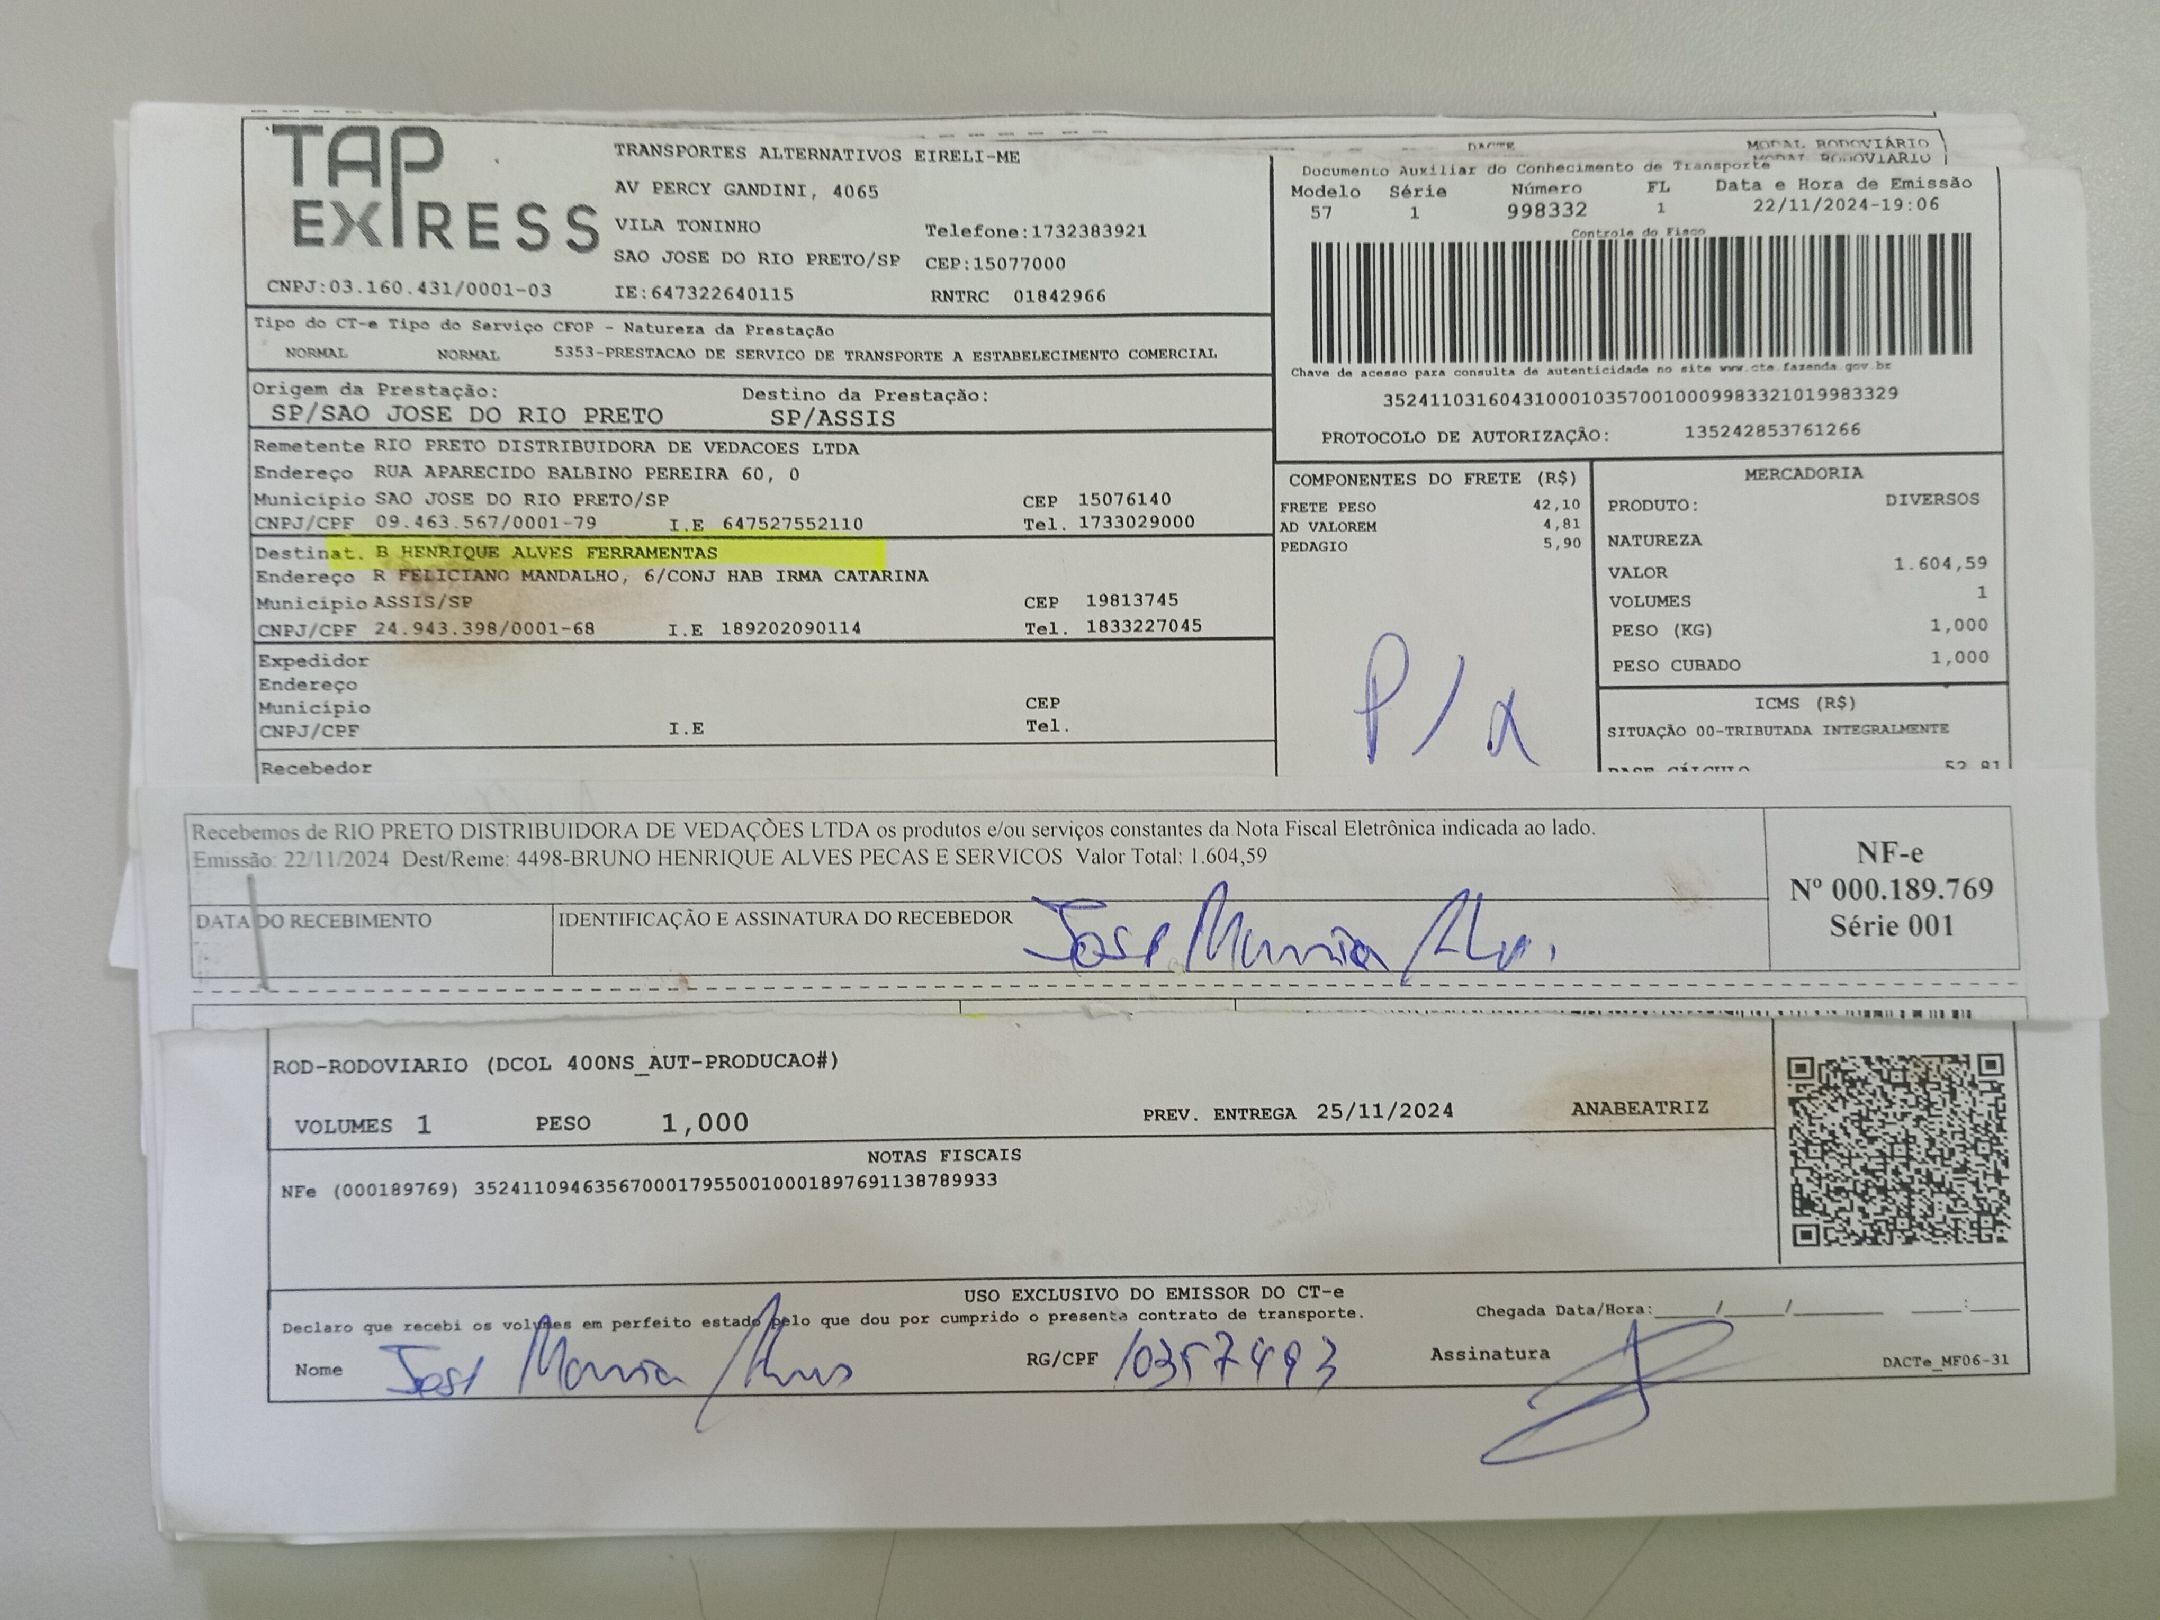 TAP
EXPRESS
CNPJ:03.160.431/0001-03
TRANSPORTES ALTERNATIVOS EIRELI-ME
AV PERCY GANDINI, 4065
VILA TONINHO
Telefone:1732383921
SAO JOSE DO RIO PRETO/SP CEP:15077000
IE:647322640115 RNTRC 01842966
DACTE MODAL RODOVIÁRIO
MODAL RODOVIÁRIO
Documento Auxiliar do Conhecimento de Transporte
Modelo Série Número FL Data e Hora de Emissão
57 1 998332 1 22/11/2024-19:06
Controle do Fisco
Chave de acesso para consulta de autenticidade no site www.cte.fazenda.gov.br
35241103160431000103570010009983321019983329
PROTOCOLO DE AUTORIZAÇÃO: 135242853761266
Tipo do CT-e Tipo do Serviço CFOP - Natureza da Prestação
NORMAL NORMAL 5353-PRESTACAO DE SERVICO DE TRANSPORTE A ESTABELECIMENTO COMERCIAL
Origem da Prestação: Destino da Prestação:
SP/SAO JOSE DO RIO PRETO SP/ASSIS
Remetente RIO PRETO DISTRIBUIDORA DE VEDACOES LTDA
Endereço RUA APARECIDO BALBINO PEREIRA 60, 0
Município SAO JOSE DO RIO PRETO/SP CEP 15076140
CNPJ/CPF 09.463.567/0001-79 I.E 647527552110 Tel. 1733029000
Destinat. B HENRIQUE ALVES FERRAMENTAS
Endereço R FELICIANO MANDALHO, 6/CONJ HAB IRMA CATARINA
Município ASSIS/SP CEP 19813745
CNPJ/CPF 24.943.398/0001-68 I.E 189202090114 Tel. 1833227045
Expedidor
Endereço
Município CEP
CNPJ/CPF I.E Tel.
Recebedor
COMPONENTES DO FRETE (R$)
FRETE PESO 42,10
AD VALOREM 4,81
PEDAGIO 5,90
MERCADORIA
PRODUTO: DIVERSOS
NATUREZA
VALOR 1.604,59
VOLUMES 1
PESO (KG) 1,000
PESO CUBADO 1,000
ICMS (R$)
SITUAÇÃO 00-TRIBUTADA INTEGRALMENTE
BASE CÁLCULO 52,81
Recebemos de RIO PRETO DISTRIBUIDORA DE VEDAÇÕES LTDA os produtos e/ou serviços constantes da Nota Fiscal Eletrônica indicada ao lado.
Emissão: 22/11/2024 Dest/Reme: 4498-BRUNO HENRIQUE ALVES PECAS E SERVICOS Valor Total: 1.604,59
DATA DO RECEBIMENTO
IDENTIFICAÇÃO E ASSINATURA DO RECEBEDOR
NF-e
Nº 000.189.769
Série 001
ROD-RODOVIARIO (DCOL 400NS_AUT-PRODUCAO#)
VOLUMES 1 PESO 1,000 PREV. ENTREGA 25/11/2024 ANABEATRIZ
NOTAS FISCAIS
NFe (000189769) 35241109463567000179550010001897691138789933
USO EXCLUSIVO DO EMISSOR DO CT-e
Declaro que recebi os volumes em perfeito estado pelo que dou por cumprido o presente contrato de transporte.
Chegada Data/Hora:____/____/____ ___:___
Nome RG/CPF 10357493 Assinatura
DACTe_MF06-31